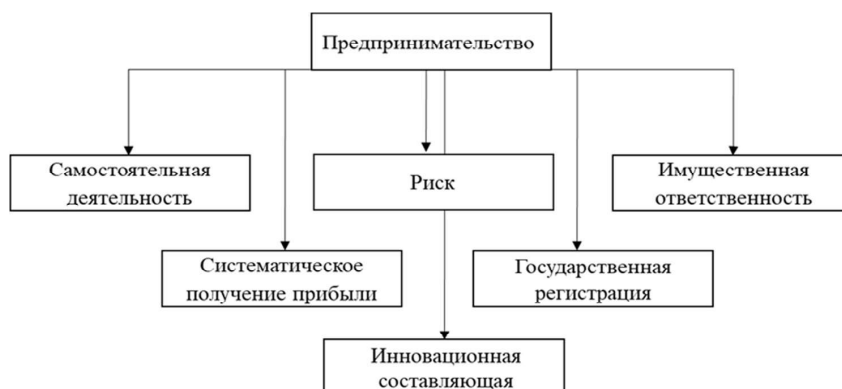 Предпринимательство
Самостоятельная
деятельность
Риск
Имущественная
ответственность
Систематическое
получение прибыли
Государственная
регистрация
Инновационная
составляющая